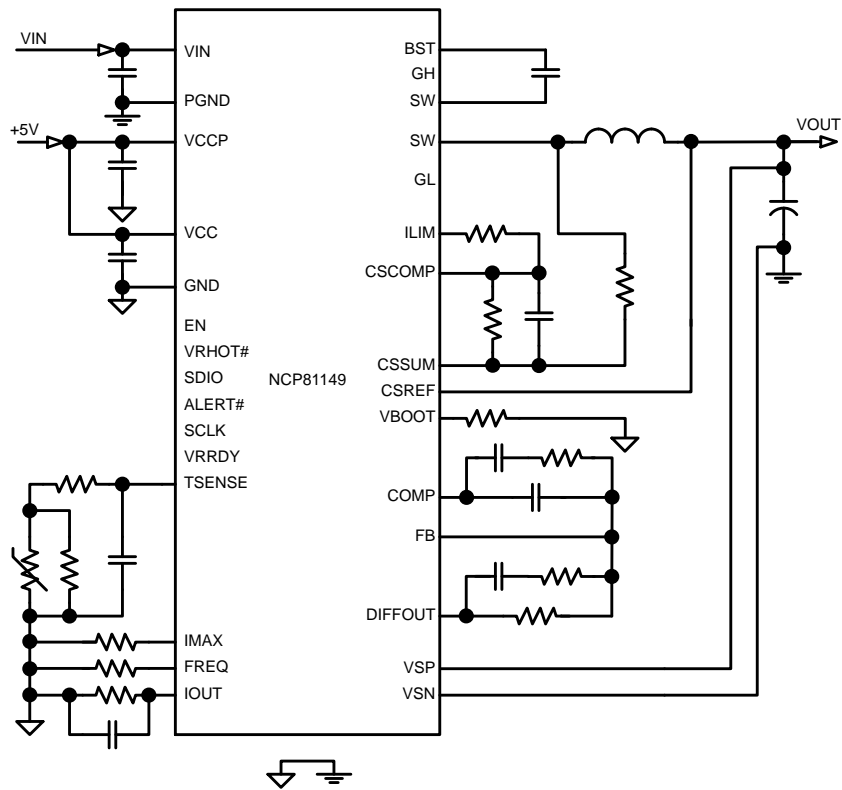 VIN
+5V
VIN
PGND
VCCP
VCC
GND
EN
VRHOT#
SDIO
ALERT#
SCLK
VRRDY
TSENSE
IMAX
FREQ
IOUT
NCP81149
BST
GH
SW
SW
GL
ILIM
CSCOMP
CSSUM
CSREF
VBOOT
COMP
FB
DIFFOUT
VSP
VSN
VOUT